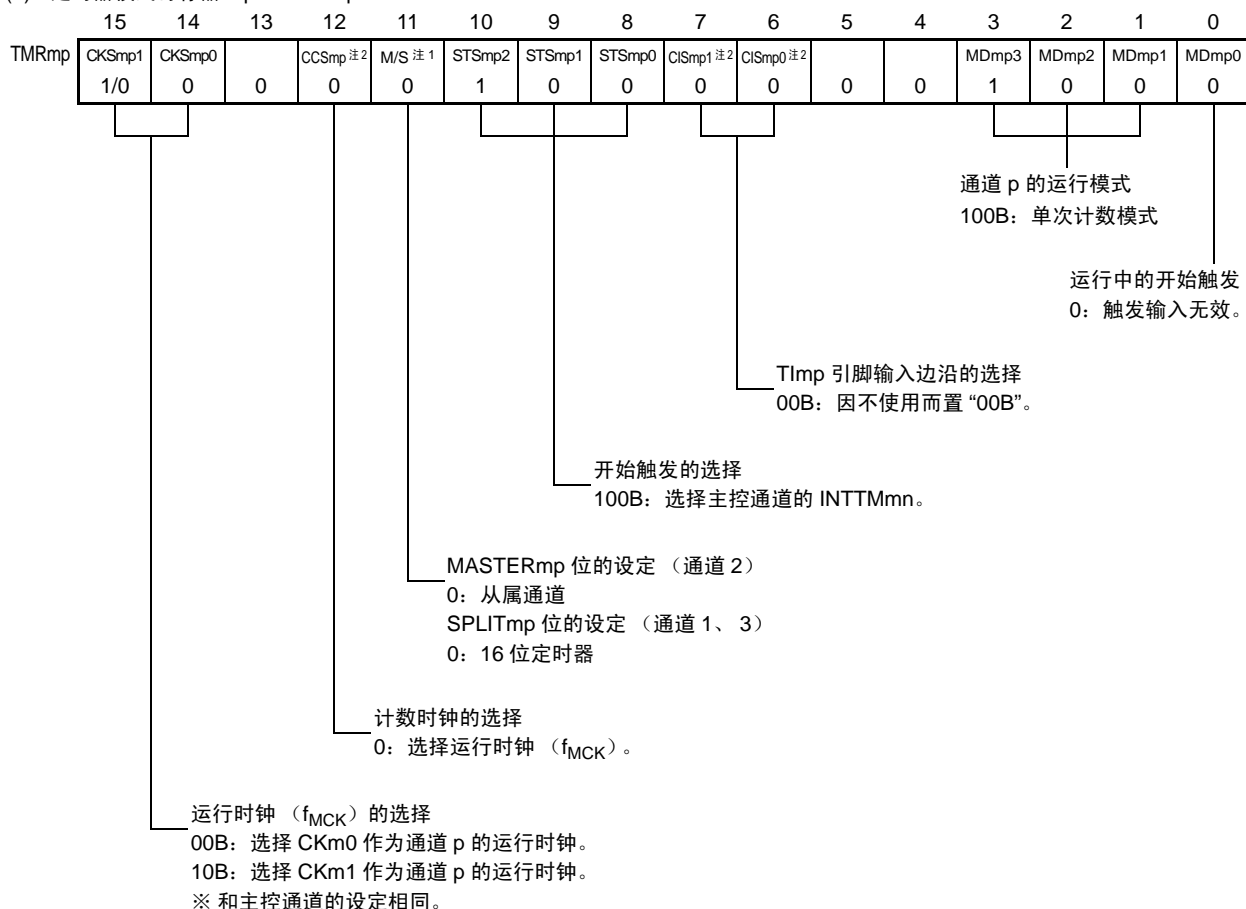 15 14 13 12 11 10 9 8 7 6 5 4 3 2 1 0
TMRmp CKSmp1 CKSmp0 CCSmp 注2 M/S 注1 STSmp2 STSmp1 STSmp0 CISmp1 注2 CISmp0 注2 MDmp3 MDmp2 MDmp1 MDmp0
1/0 0 0 0 0 1 0 0 0 0 0 0 1 0 0 0
通道 p 的运行模式
100B：单次计数模式
运行中的开始触发
0：触发输入无效。
TImp 引脚输入边沿的选择
00B：因不使用而置 “00B”。
开始触发的选择
100B：选择主控通道的 INTTMmn。
MASTERmp 位的设定 （通道 2）
0：从属通道
SPLITmp 位的设定 （通道 1、 3）
0：16 位定时器
计数时钟的选择
0：选择运行时钟 （fMCK）。
运行时钟 （fMCK）的选择
00B：选择 CKm0 作为通道 p 的运行时钟。
10B：选择 CKm1 作为通道 p 的运行时钟。
※ 和主控通道的设定相同。